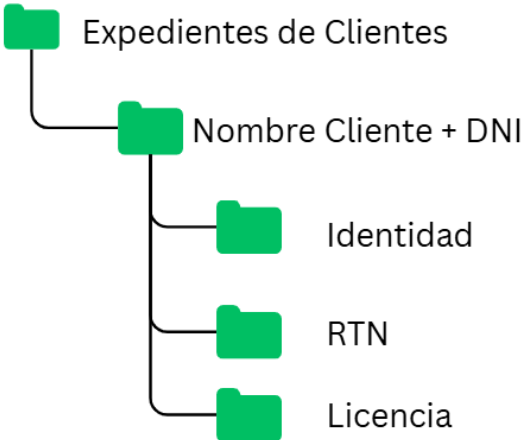 Expedientes de Clientes
Nombre Cliente + DNI
Identidad
RTN
Licencia